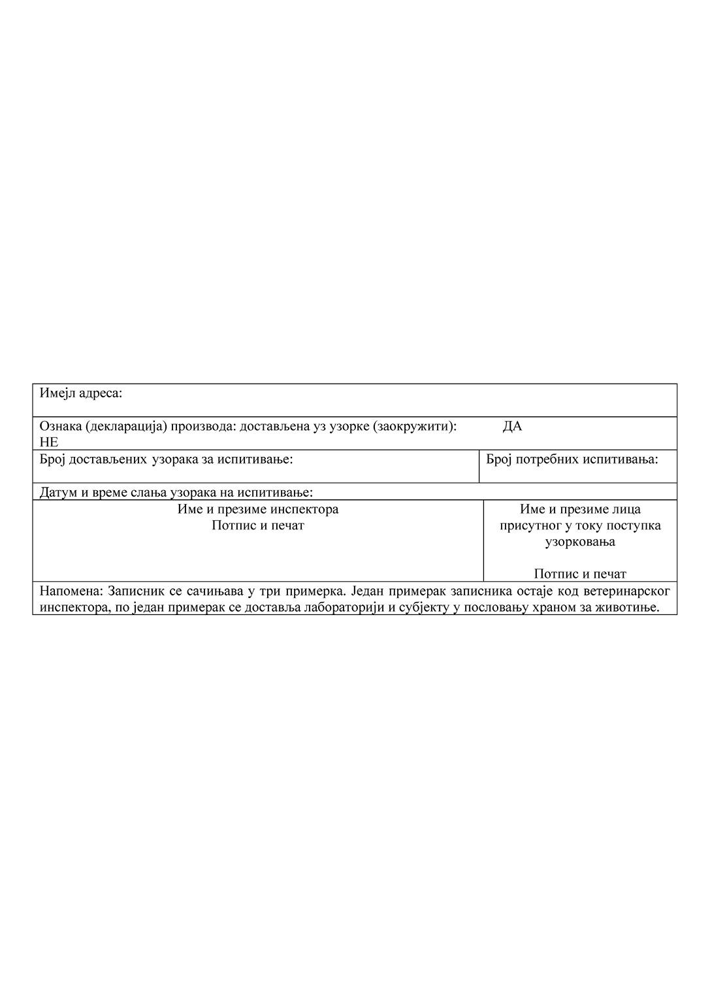 Имејл адреса:
Ознака (декларација) производа: достављена уз узорке (заокружити): ДА
НЕ
Број достављених узорака за испитивање:
Број потребних испитивања:
Датум и време слања узорака на испитивање:
Име и презиме инспектора
Потпис и печат
Име и презиме лица
присутног у току поступка
узорковања
Потпис и печат
Напомена: Записник се сачињава у три примерка. Један примерак записника остаје код ветеринарског
инспектора, по један примерак се доставља лабораторији и субјекту у пословању храном за животиње.